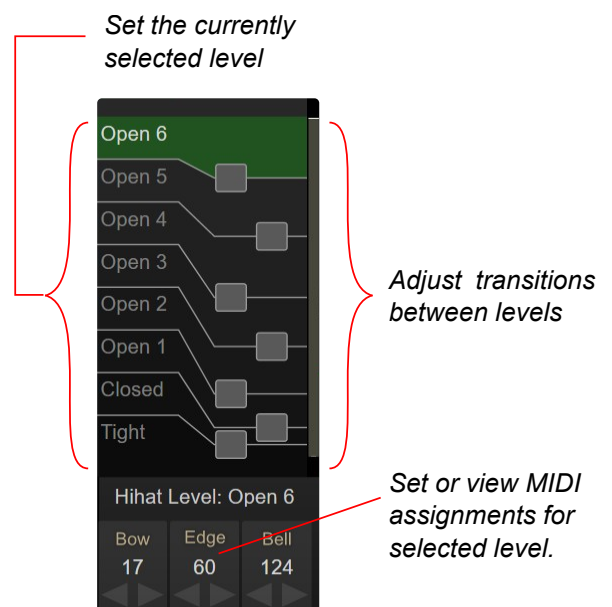 Set the currently
selected level
Open 6
Open 5
Open 4
Open 3
Open 2
Open 1
Closed
Tight
Adjust transitions
between levels
Hihat Level: Open 6
Bow Edge Bell
17 60 124
Set or view MIDI
assignments for
selected level.